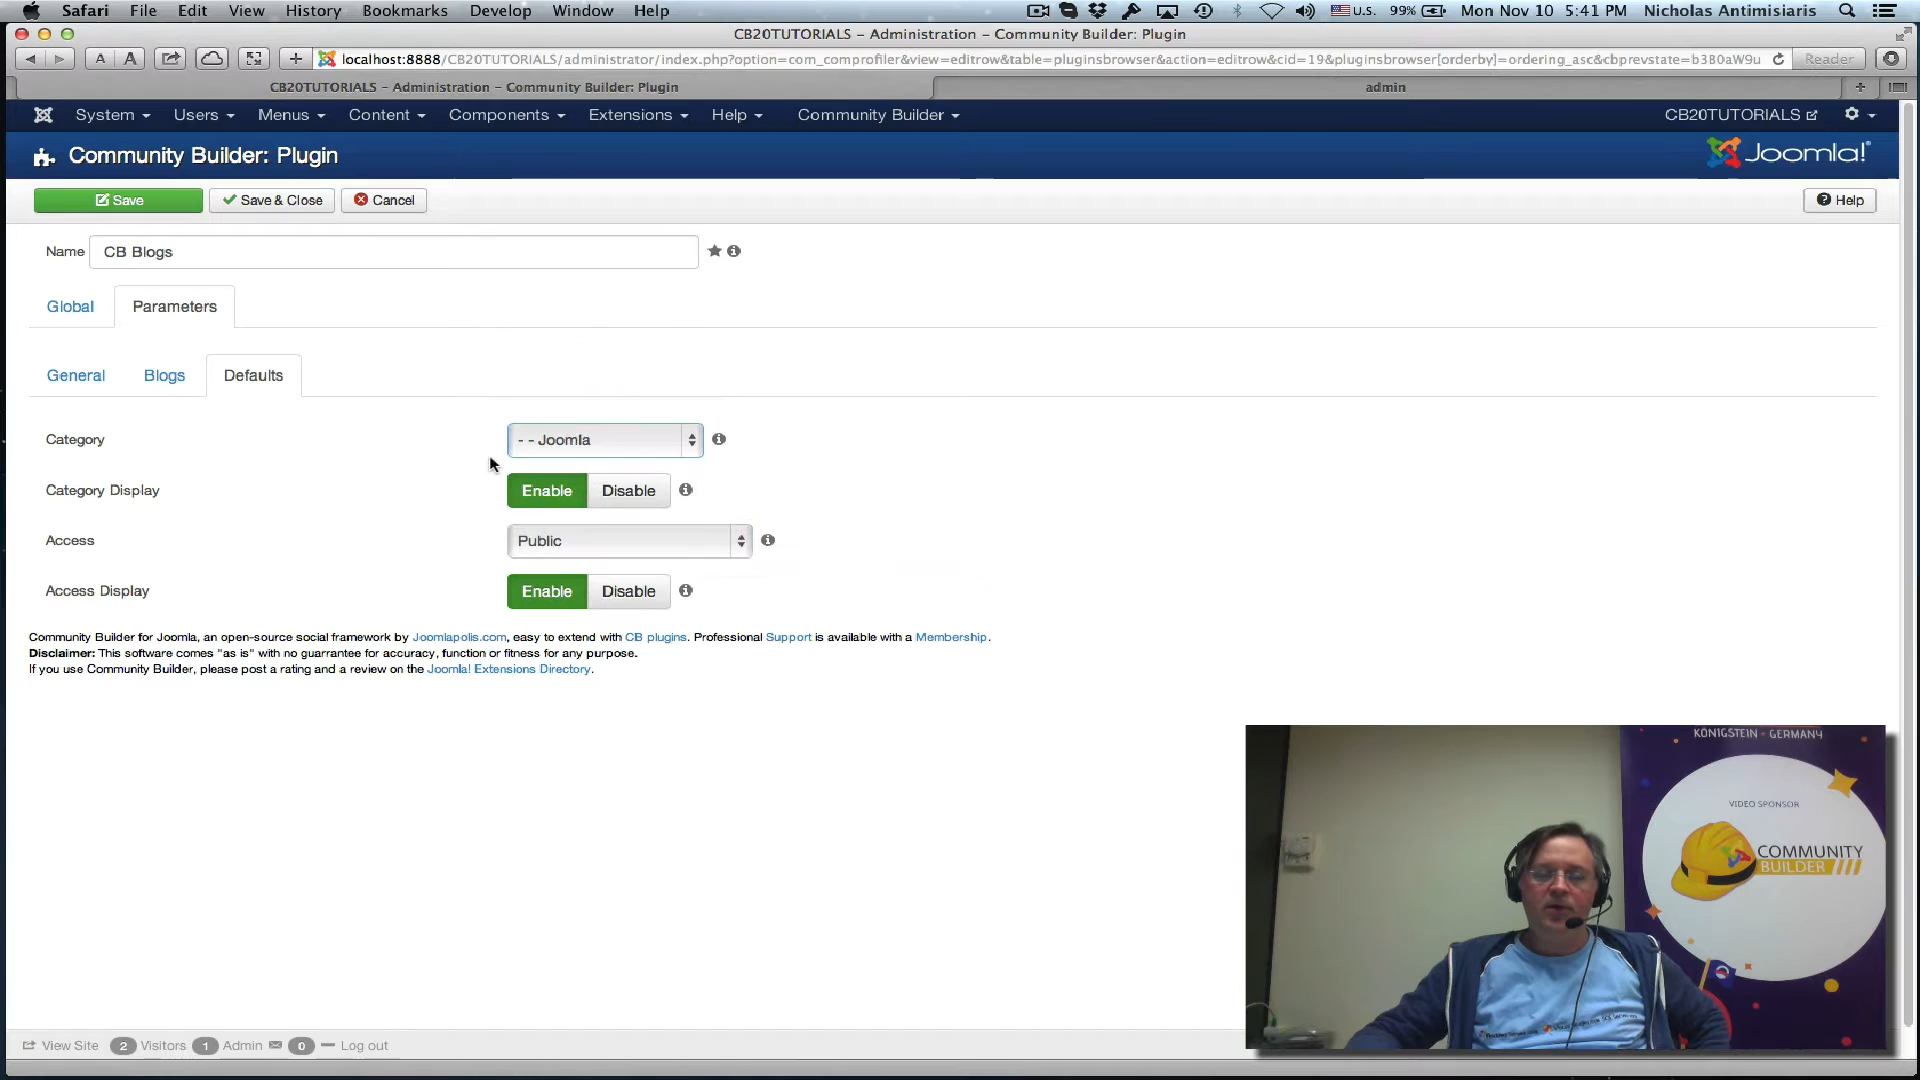 Safari File Edit View History Bookmarks Develop Window Help U.S. 99% Mon Nov 10 5:41 PM Nicholas Antimisiaris
CB20TUTORIALS - Administration - Community Builder: Plugin
A A + localhost:8888/CB20TUTORIALS/administrator/index.php?option=com_comprofiler&view=editrow&table=pluginsbrowser&action=editrow&cid=19&pluginsbrowser[orderby]=ordering_asc&cbprevstate=b3B0aW9u Reader
CB20TUTORIALS - Administration - Community Builder: Plugin admin +
System Users Menus Content Components Extensions Help Community Builder CB20TUTORIALS
Community Builder: Plugin Joomla!®
Save Save & Close Cancel Help
Name CB Blogs
Global Parameters
General Blogs Defaults
Category - - Joomla
Category Display Enable Disable
Access Public
Access Display Enable Disable
Community Builder for Joomla, an open-source social framework by Joomlapolis.com, easy to extend with CB plugins. Professional Support is available with a Membership.
Disclaimer: This software comes "as is" with no guarrantee for accuracy, function or fitness for any purpose.
If you use Community Builder, please post a rating and a review on the Joomla! Extensions Directory.
KÖNIGSTEIN - GERMANY
VIDEO SPONSOR
COMMUNITY
BUILDER
View Site 2 Visitors 1 Admin 0 Log out